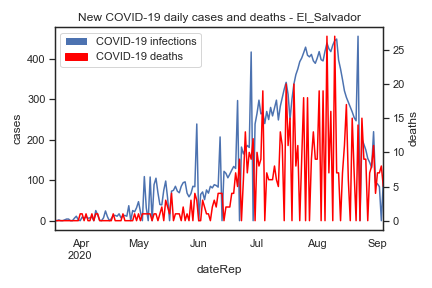 New COVID-19 daily cases and deaths - El_Salvador
COVID-19 infections
COVID-19 deaths
400
300
200
100
0
cases
25
20
15
10
5
0
deaths
Apr
2020
May
Jun
Jul
Aug
Sep
dateRep